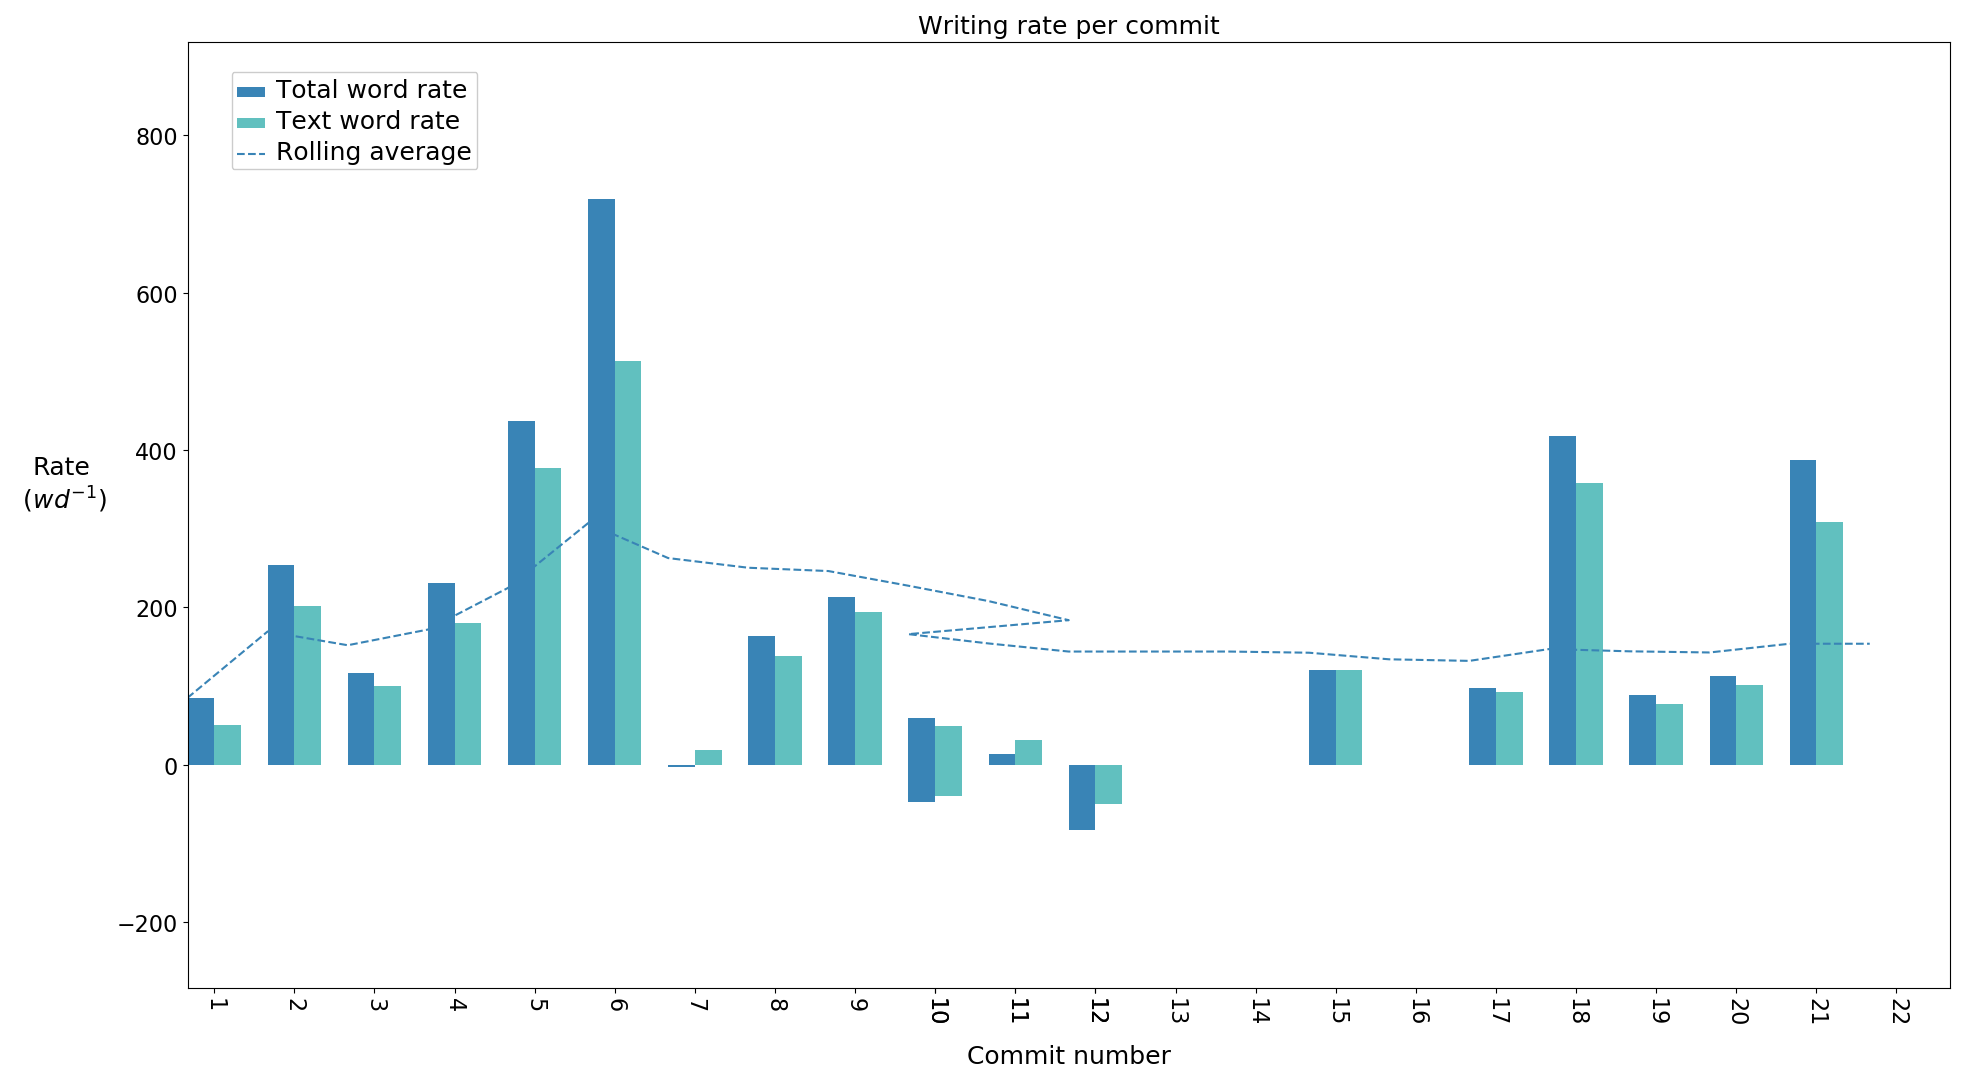 Writing rate per commit
Total word rate
Text word rate
Rolling average
800
600
400
200
0
−200
Rate
(wd⁻¹)
1 2 3 4 5 6 7 8 9 10 11 12 13 14 15 16 17 18 19 20 21 22
Commit number